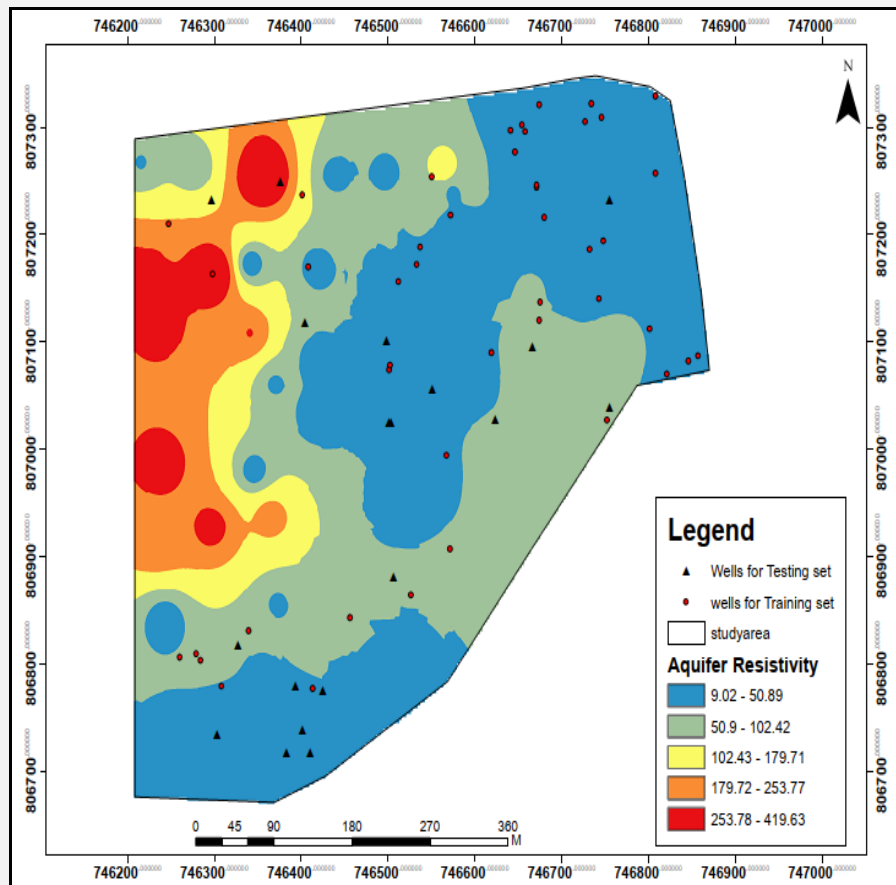 746200 746300 746400 746500 746600 746700 746800 746900 747000
N
807300
807200
807100
807000
806900
806800
806700
807300
807200
807100
807000
806900
806800
806700
Legend
Wells for Testing set
wells for Training set
studyarea
Aquifer Resistivity
9.02 - 50.89
50.9 - 102.42
102.43 - 179.71
179.72 - 253.77
253.78 - 419.63
0 45 90 180 270 360
M
746200 746300 746400 746500 746600 746700 746800 746900 747000